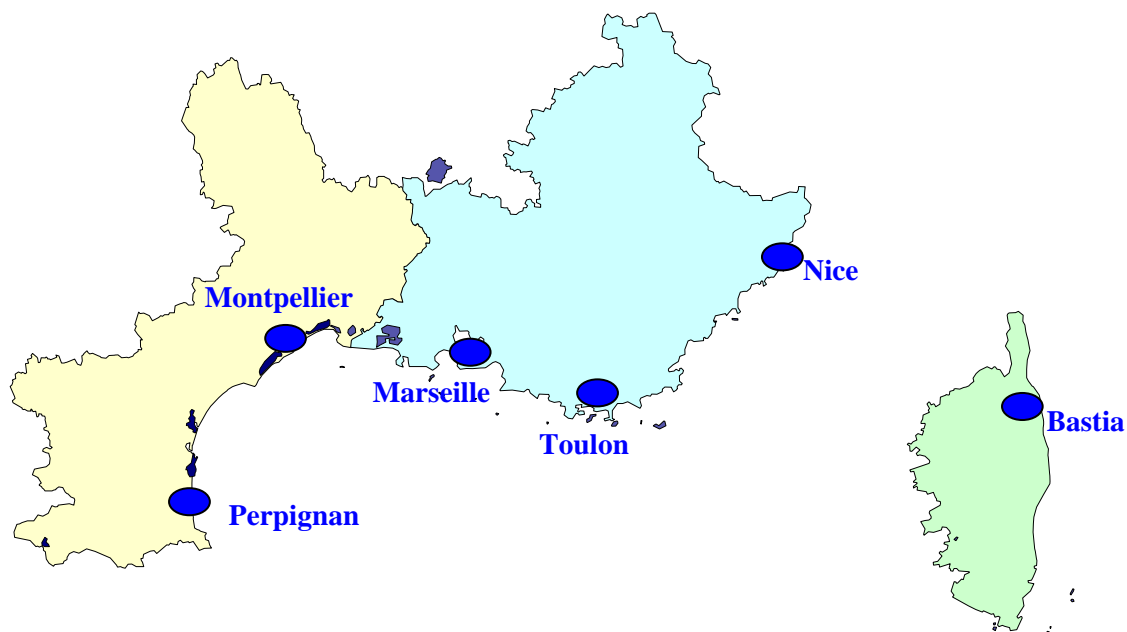 Nice
Montpellier
Marseille
Bastia
Toulon
Perpignan